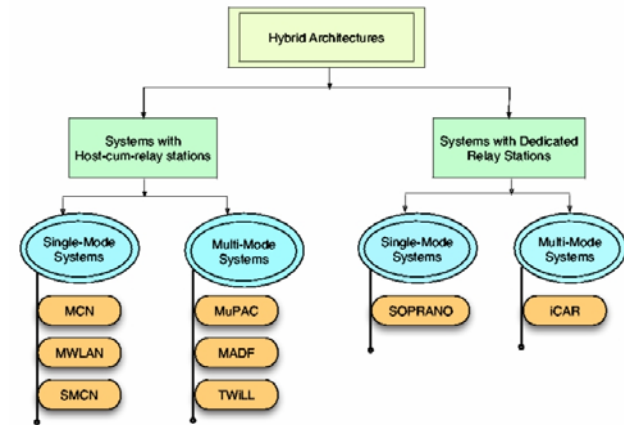 Hybrid Architectures
Systems with
Host-cum-relay stations
Systems with Dedicated
Relay Stations
Single-Mode
Systems
Multi-Mode
Systems
Single-Mode
Systems
Multi-Mode
Systems
MCN
MuPAC
SOPRANO
iCAR
MWLAN
MADF
SMCN
TWiLL